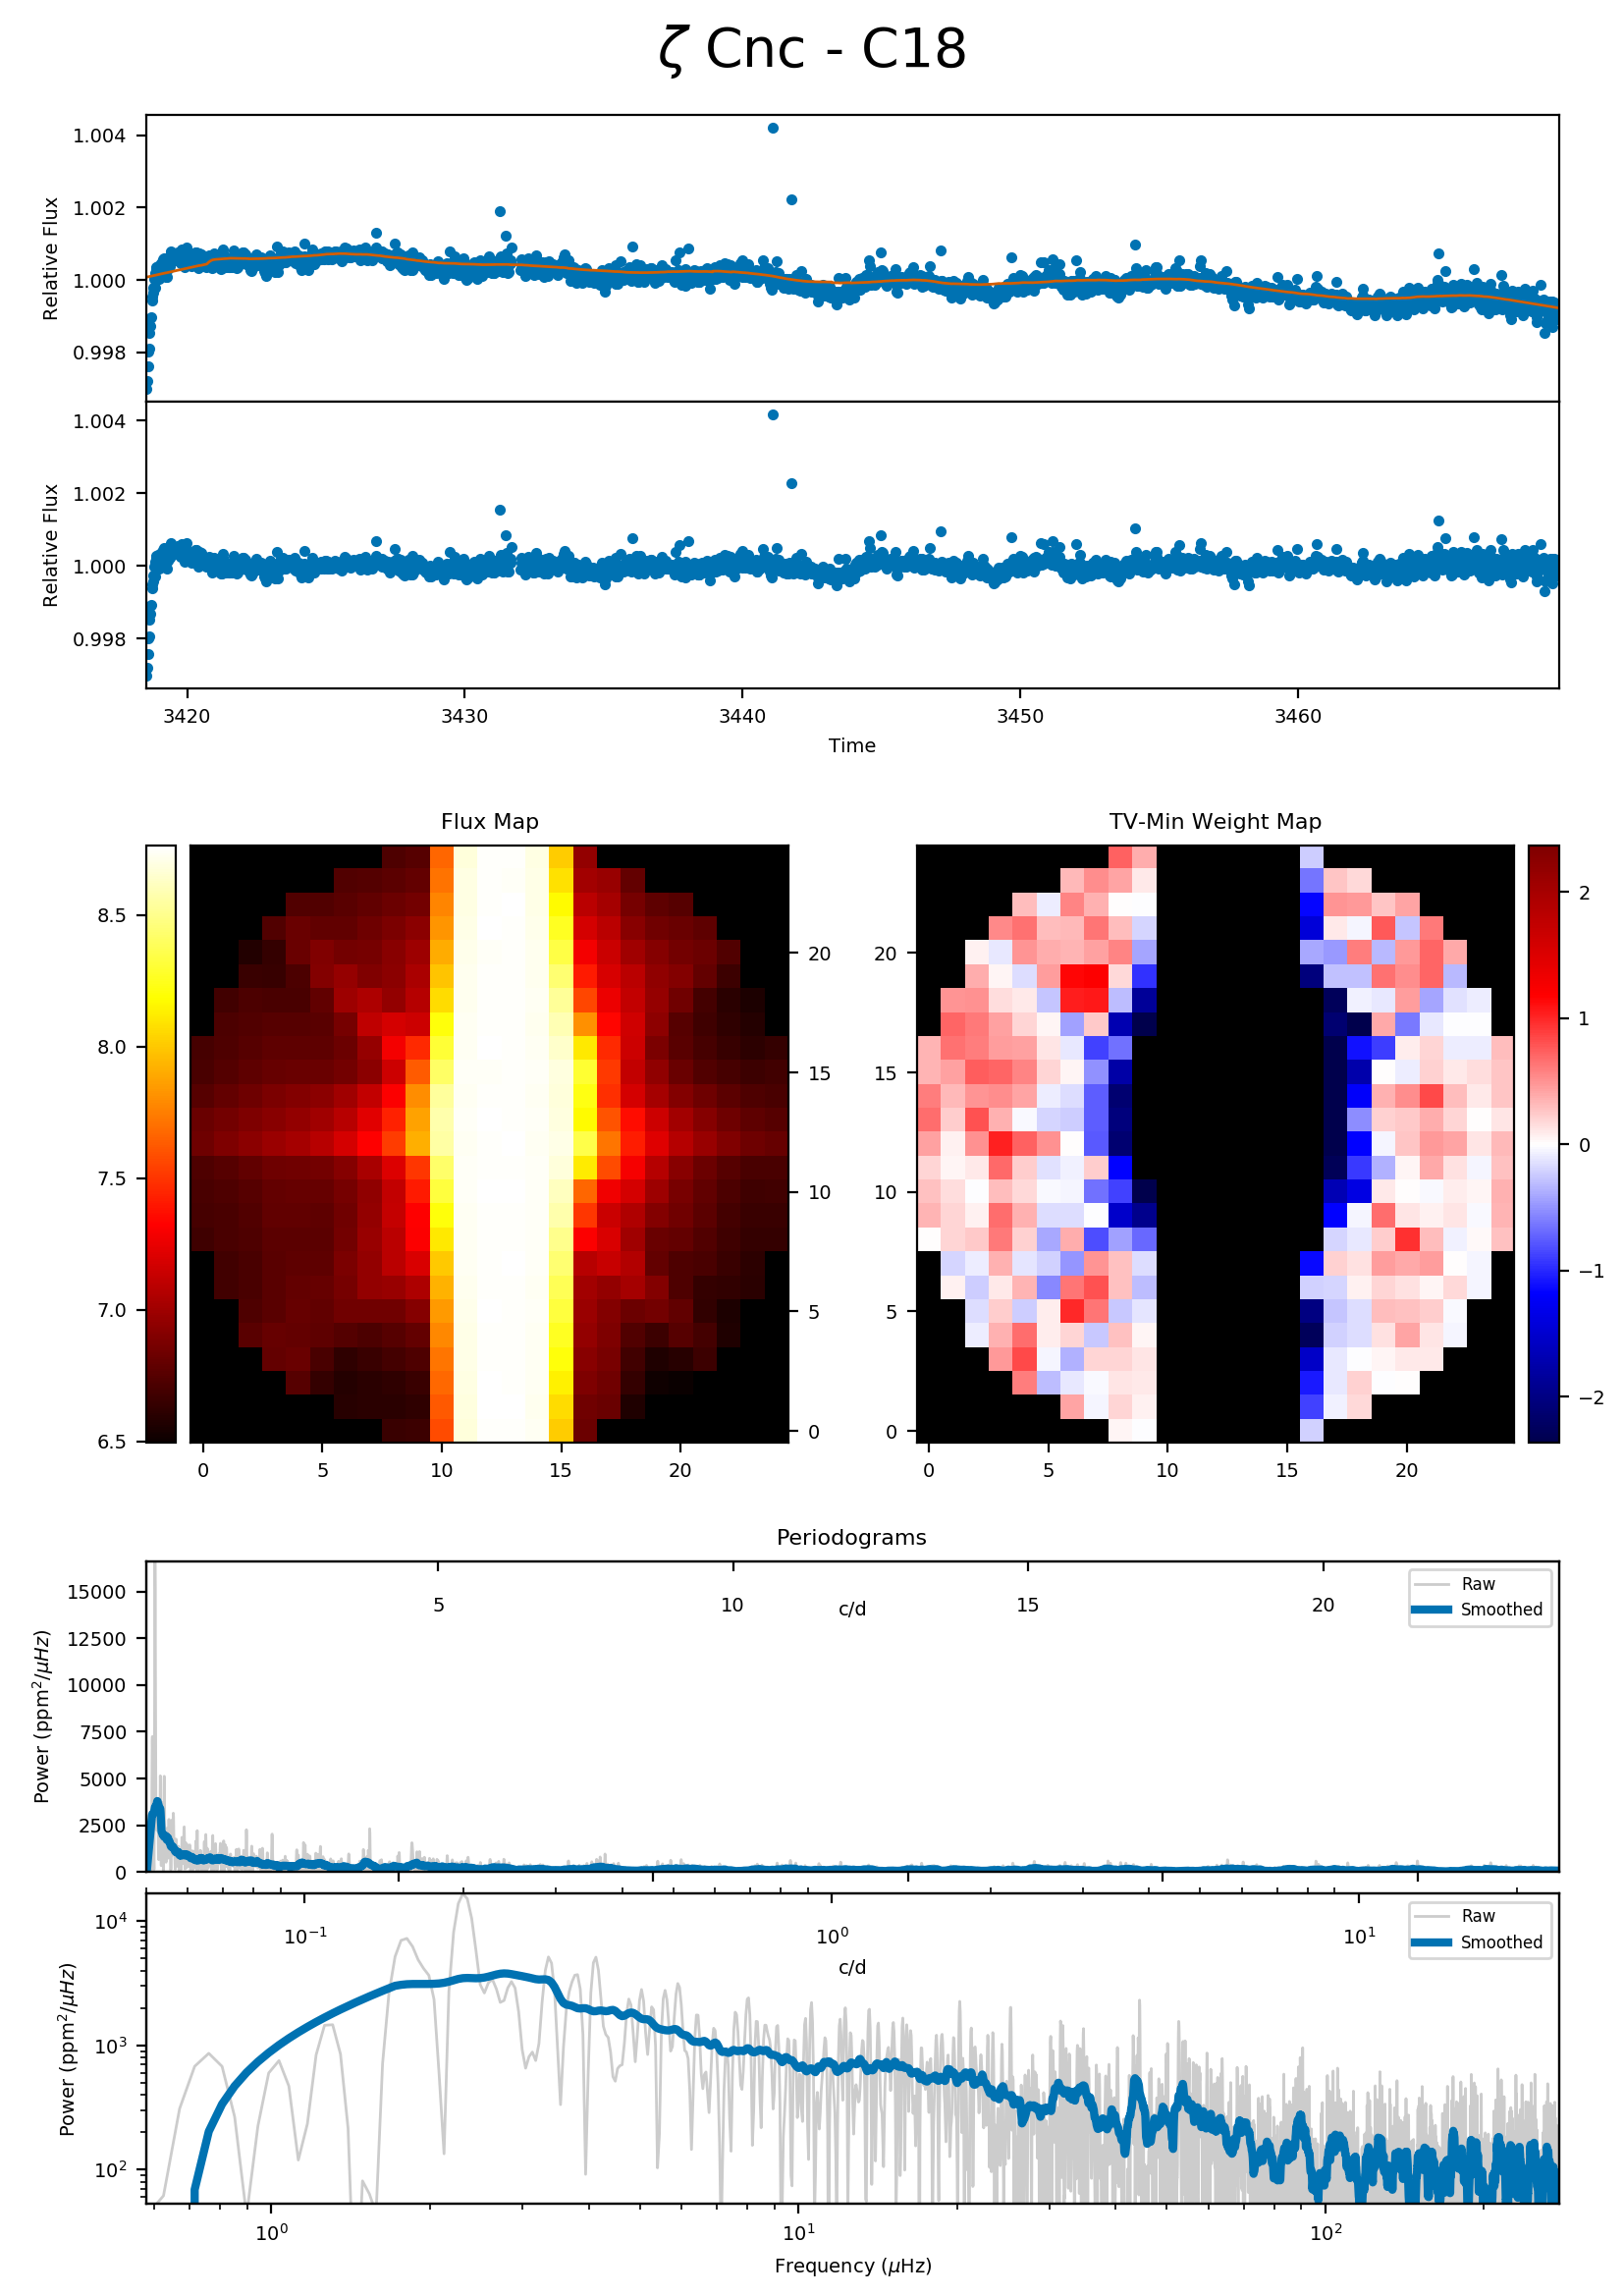 ζ Cnc - C18
1.004
1.002
1.000
0.998
Relative Flux
1.004
1.002
1.000
0.998
Relative Flux
3420 3430 3440 3450 3460
Time
Flux Map
TV-Min Weight Map
8.5
8.0
7.5
7.0
6.5
20
15
10
5
0
0 5 10 15 20
20
15
10
5
0
0 5 10 15 20
2
1
0
−1
−2
Periodograms
15000
12500
10000
7500
5000
2500
0
Power (ppm²/μHz)
5 10 15 20
c/d
Raw
Smoothed
10⁴
10³
10²
Power (ppm²/μHz)
10⁻¹ 10⁰ 10¹
c/d
Raw
Smoothed
10⁰ 10¹ 10²
Frequency (μHz)